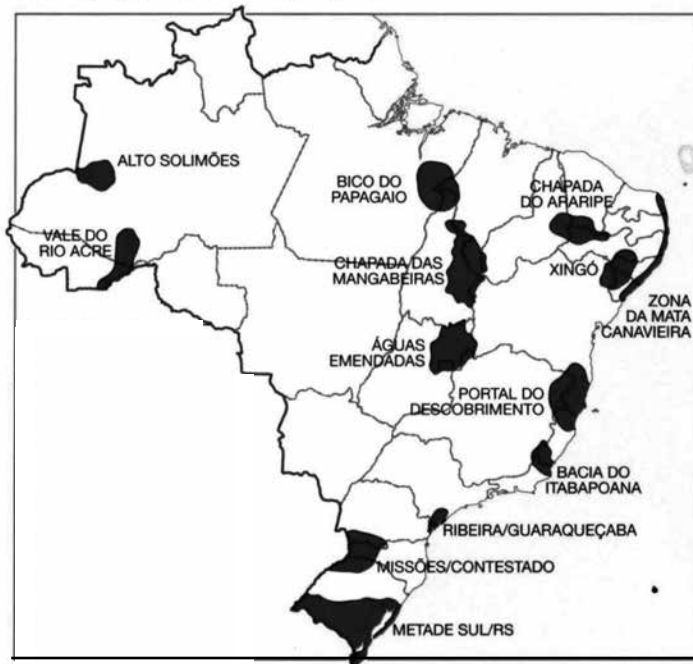 ALTO SOLIMÕES
BICO DO
PAPAGAIO
CHAPADA
DO ARARIPE
VALE DO
RIO ACRE
CHAPADA DAS
MANGABEIRAS
XINGÓ
ZONA
DA MATA
CANAVIEIRA
ÁGUAS
EMENDADAS
PORTAL DO
DESCOBRIMENTO
BACIA DO
ITABAPOANA
RIBEIRA/GUARAQUEÇABA
MISSÕES/CONTESTADO
METADE SUL/RS